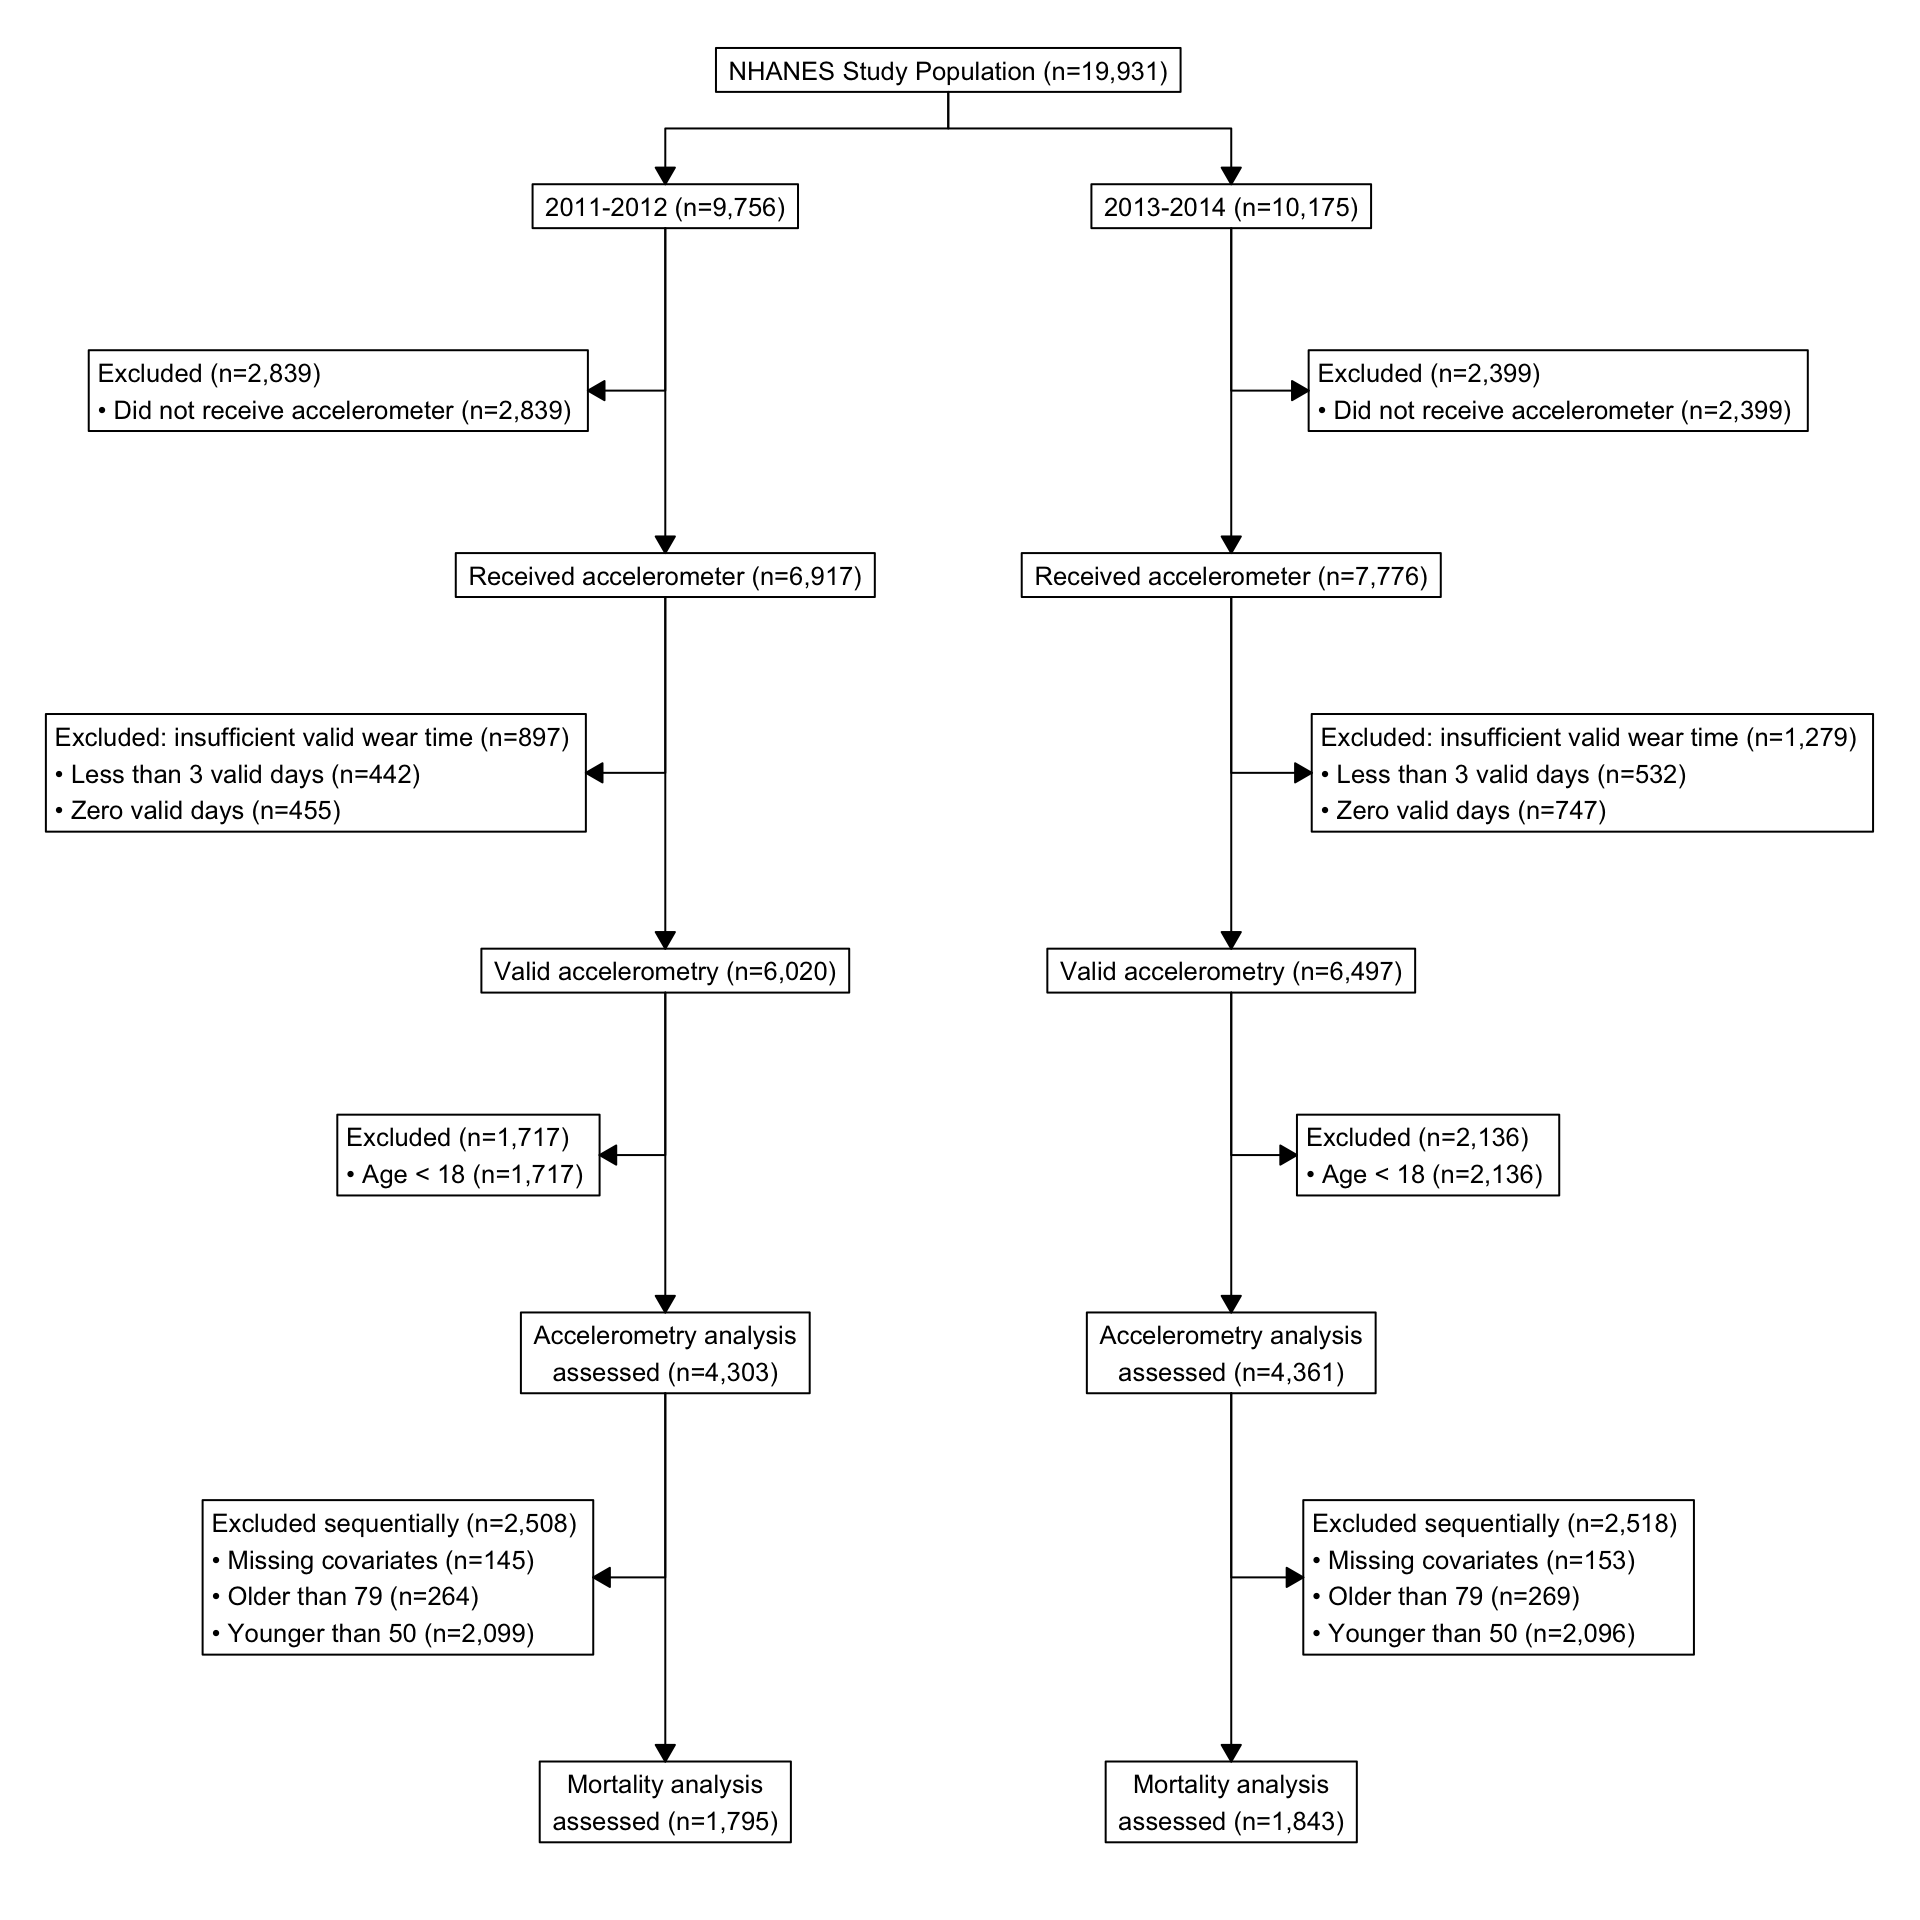 NHANES Study Population (n=19,931)
2011-2012 (n=9,756)
2013-2014 (n=10,175)
Excluded (n=2,839)
• Did not receive accelerometer (n=2,839)
Excluded (n=2,399)
• Did not receive accelerometer (n=2,399)
Received accelerometer (n=6,917)
Received accelerometer (n=7,776)
Excluded: insufficient valid wear time (n=897)
• Less than 3 valid days (n=442)
• Zero valid days (n=455)
Excluded: insufficient valid wear time (n=1,279)
• Less than 3 valid days (n=532)
• Zero valid days (n=747)
Valid accelerometry (n=6,020)
Valid accelerometry (n=6,497)
Excluded (n=1,717)
• Age < 18 (n=1,717)
Excluded (n=2,136)
• Age < 18 (n=2,136)
Accelerometry analysis
assessed (n=4,303)
Accelerometry analysis
assessed (n=4,361)
Excluded sequentially (n=2,508)
• Missing covariates (n=145)
• Older than 79 (n=264)
• Younger than 50 (n=2,099)
Excluded sequentially (n=2,518)
• Missing covariates (n=153)
• Older than 79 (n=269)
• Younger than 50 (n=2,096)
Mortality analysis
assessed (n=1,795)
Mortality analysis
assessed (n=1,843)